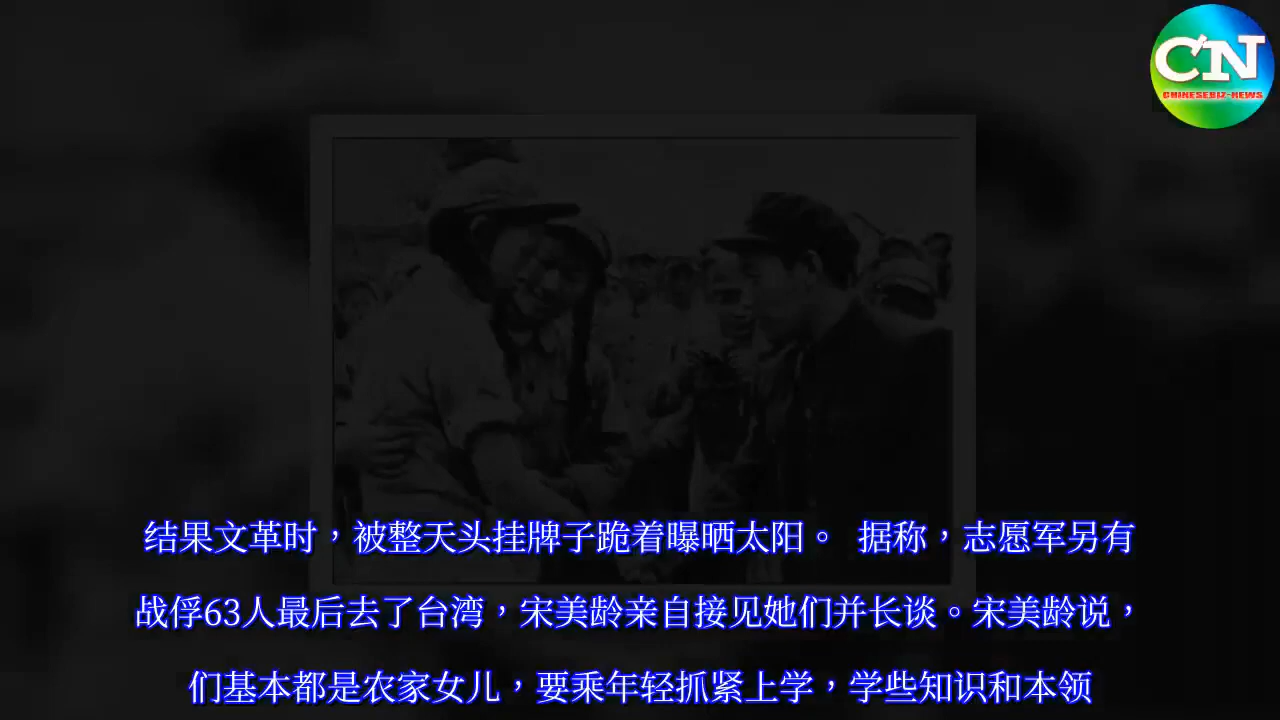 CN
CHINESEBIZ-NEWS
结果文革时，被整天头挂牌子跪着曝晒太阳。 据称，志愿军另有
战俘63人最后去了台湾，宋美龄亲自接见她们并长谈。宋美龄说，
们基本都是农家女儿，要乘年轻抓紧上学，学些知识和本领